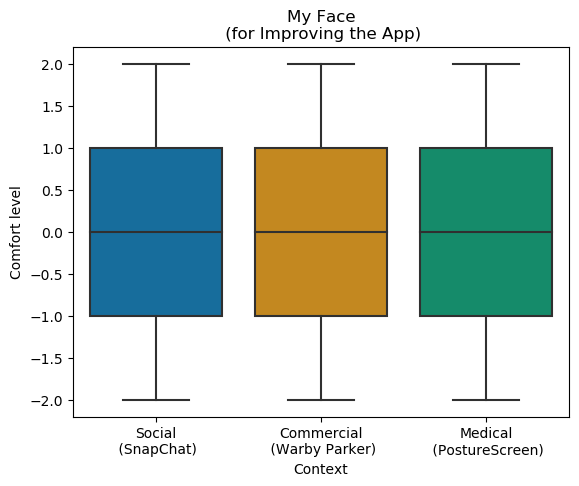 My Face
(for Improving the App)
Comfort level
2.0
1.5
1.0
0.5
0.0
−0.5
−1.0
−1.5
−2.0
Social
(SnapChat)
Commercial
(Warby Parker)
Medical
(PostureScreen)
Context